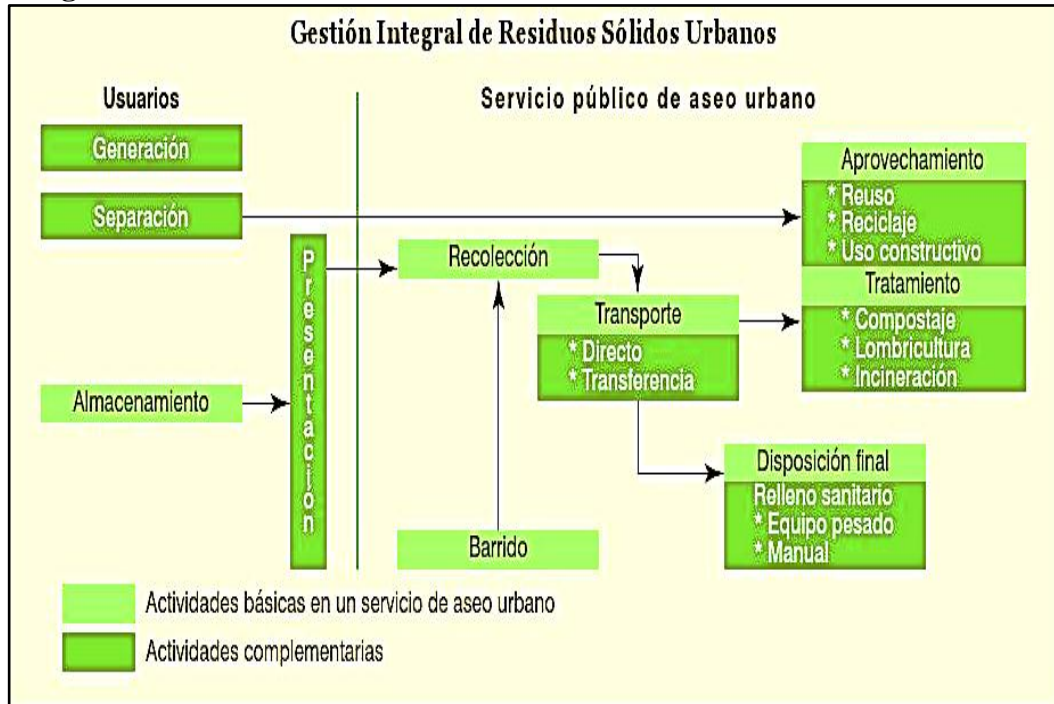 Gestión Integral de Residuos Sólidos Urbanos
Usuarios
Servicio público de aseo urbano
Generación
Separación
Almacenamiento
Presentación
Recolección
Barrido
Transporte
* Directo
* Transferencia
Aprovechamiento
* Reuso
* Reciclaje
* Uso constructivo
Tratamiento
* Compostaje
* Lombricultura
* Incineración
Disposición final
Relleno sanitario
* Equipo pesado
* Manual
Actividades básicas en un servicio de aseo urbano
Actividades complementarias